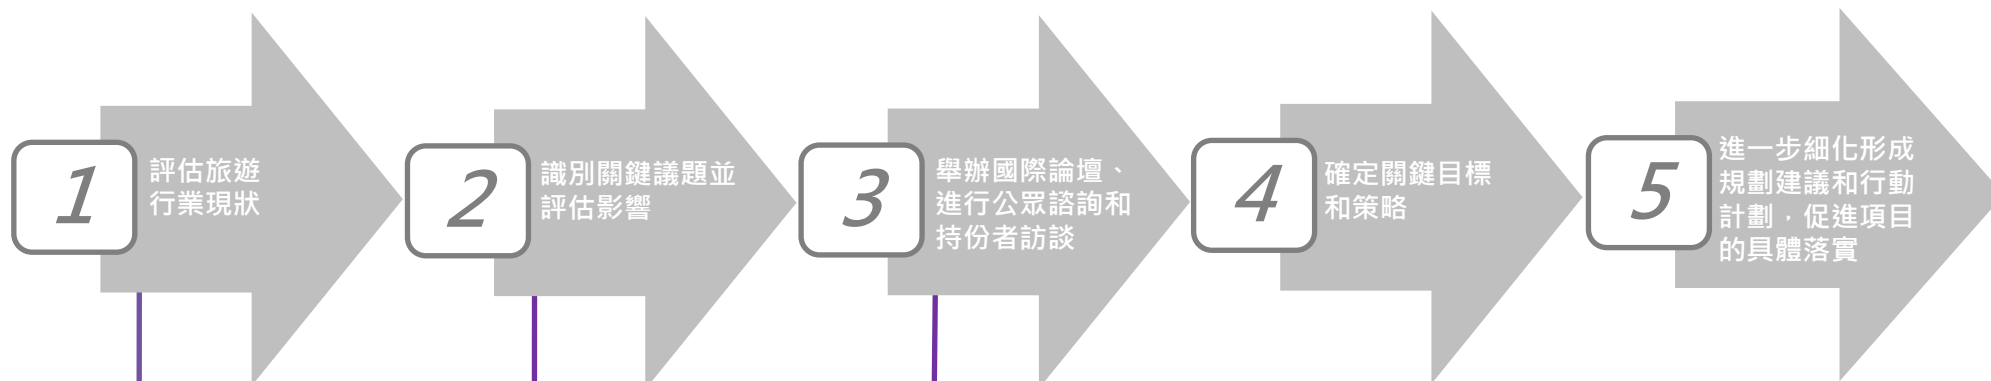 1
評估旅遊
行業現狀
2
識別關鍵議題並
評估影響
3
舉辦國際論壇、
進行公眾諮詢和
持份者訪談
4
確定關鍵目標
和策略
5
進一步細化形成
規劃建議和行動
計劃，促進項目
的具體落實